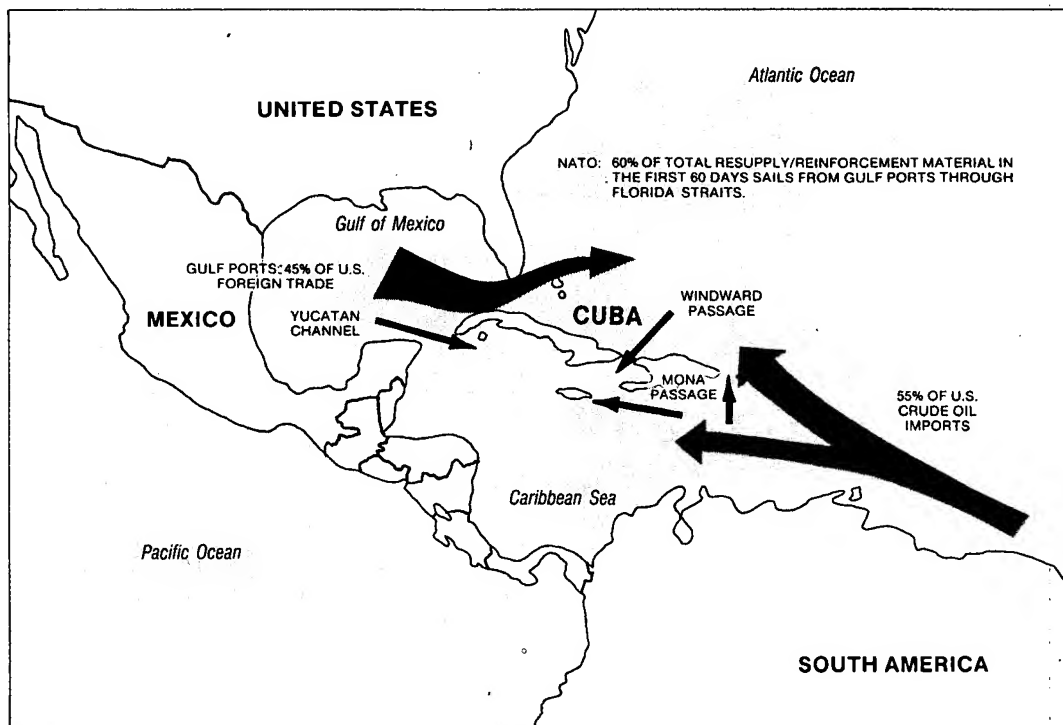 Atlantic Ocean
UNITED STATES
NATO: 60% OF TOTAL RESUPPLY/REINFORCEMENT MATERIAL IN
THE FIRST 60 DAYS SAILS FROM GULF PORTS THROUGH
FLORIDA STRAITS.
Gulf of Mexico
GULF PORTS: 45% OF U.S.
FOREIGN TRADE
MEXICO
YUCATAN
CHANNEL
CUBA
WINDWARD
PASSAGE
MONA
PASSAGE
55% OF U.S.
CRUDE OIL
IMPORTS
Caribbean Sea
Pacific Ocean
SOUTH AMERICA